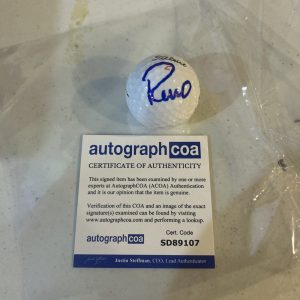 autographcoa
CERTIFICATE OF AUTHENTICITY
This signed item has been examined by one or more
experts at AutographCOA (ACOA) Authentication
and it is our opinion that the item is genuine.
Verification of this COA and an image of the exact
signature(s) examined can be found by visiting
www.autographcoa.com and performing a lookup.
autographcoa
Cert. Code
SD89107
Justin Steffman, CEO, Lead Authenticator